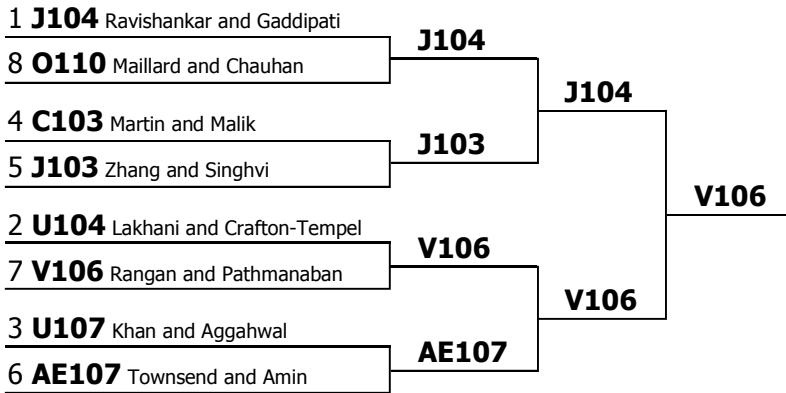 1 J104 Ravishankar and Gaddipati
8 O110 Maillard and Chauhan
4 C103 Martin and Malik
5 J103 Zhang and Singhvi
2 U104 Lakhani and Crafton-Tempel
7 V106 Rangan and Pathmanaban
3 U107 Khan and Aggahwal
6 AE107 Townsend and Amin
J104
J103
V106
AE107
J104
V106
V106